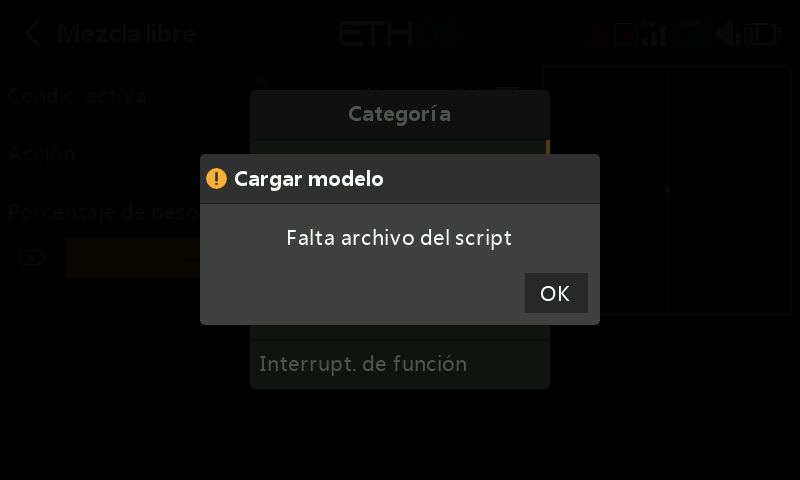 Mezcla libre
ETHOS
Condic. activa
Categoría
Acción
Cargar modelo
Porcentaje de peso
Falta archivo del script
OK
Interrupt. de función